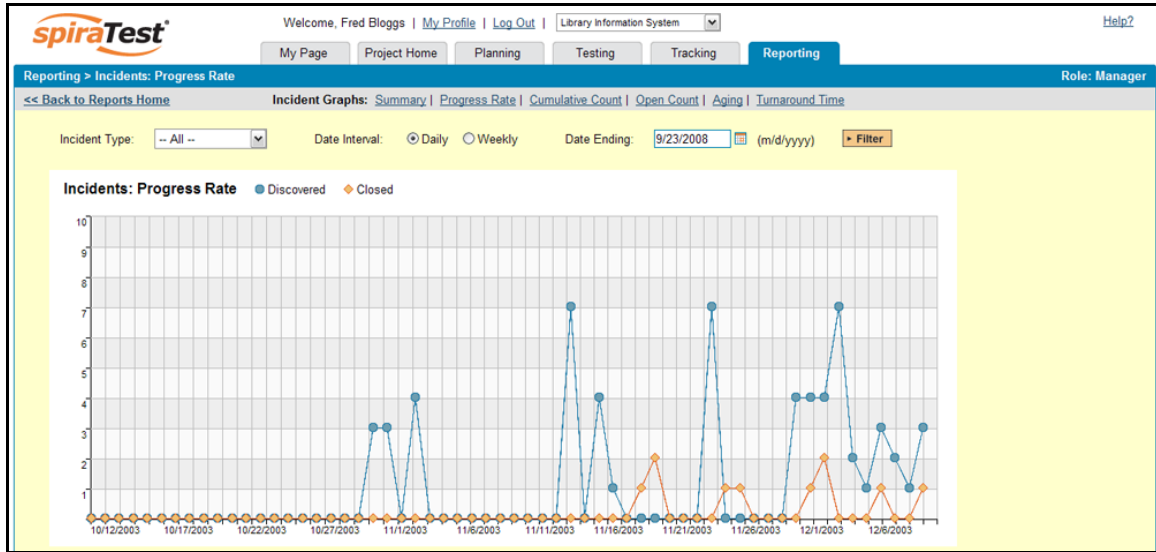 spiraTest®
Welcome, Fred Bloggs | My Profile | Log Out | Library Information System
Help?
My Page Project Home Planning Testing Tracking Reporting
Reporting > Incidents: Progress Rate Role: Manager
<< Back to Reports Home Incident Graphs: Summary | Progress Rate | Cumulative Count | Open Count | Aging | Turnaround Time
Incident Type: -- All -- Date Interval: Daily Weekly Date Ending: 9/23/2008 (m/d/yyyy) Filter
Incidents: Progress Rate Discovered Closed
10
9
8
7
6
5
4
3
2
1
10/12/2003 10/17/2003 10/22/2003 10/27/2003 11/1/2003 11/6/2003 11/11/2003 11/16/2003 11/21/2003 11/26/2003 12/1/2003 12/6/2003